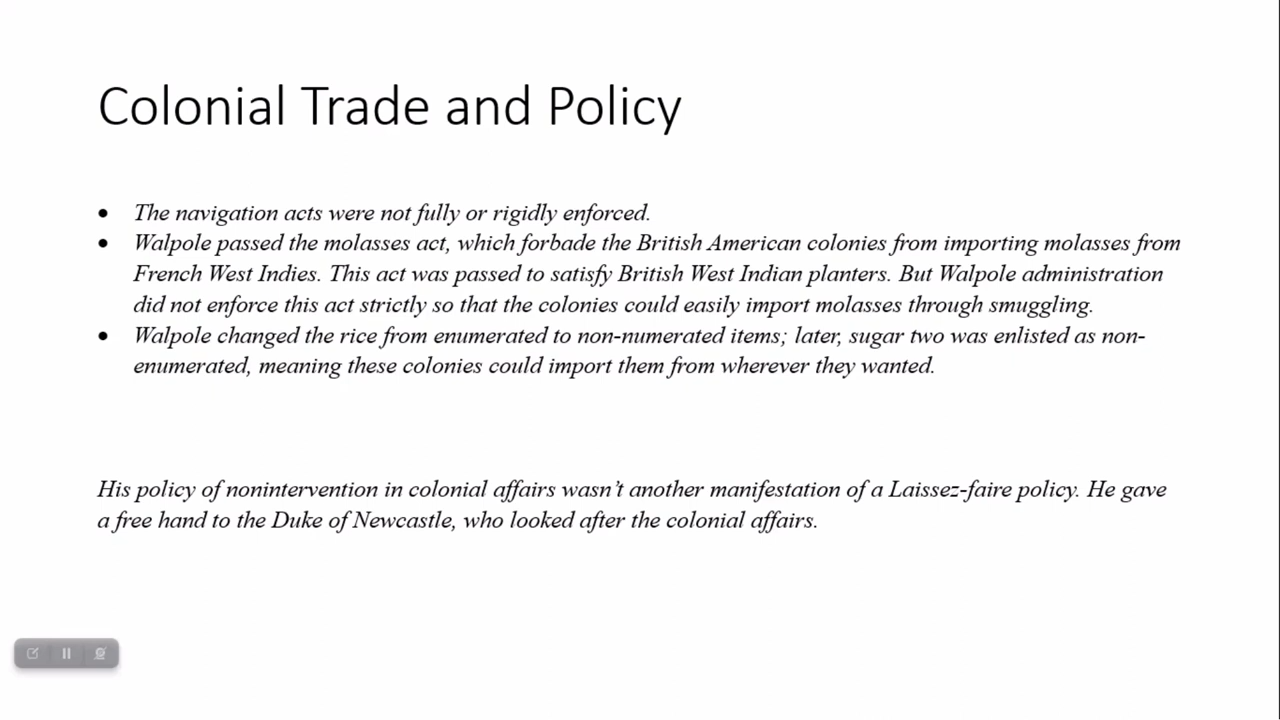 Colonial Trade and Policy
• The navigation acts were not fully or rigidly enforced.
• Walpole passed the molasses act, which forbade the British American colonies from importing molasses from
French West Indies. This act was passed to satisfy British West Indian planters. But Walpole administration
did not enforce this act strictly so that the colonies could easily import molasses through smuggling.
• Walpole changed the rice from enumerated to non-numerated items; later, sugar two was enlisted as non-
enumerated, meaning these colonies could import them from wherever they wanted.
His policy of nonintervention in colonial affairs wasn’t another manifestation of a Laissez-faire policy. He gave
a free hand to the Duke of Newcastle, who looked after the colonial affairs.